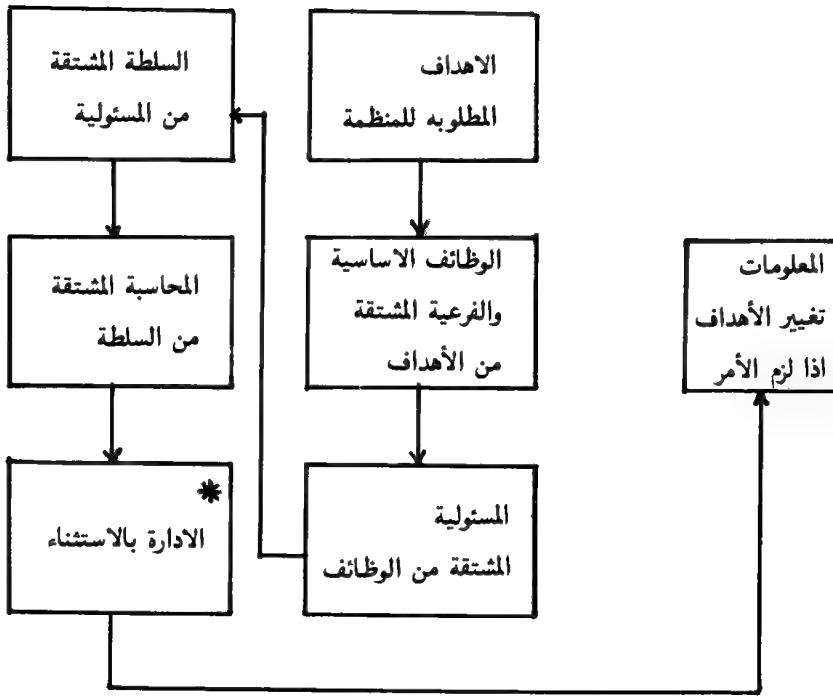 الاهداف
المطلوبه للمنظمة
الوظائف الاساسية
والفرعية المشتقة
من الأهداف
المسئولية
المشتقة من الوظائف
السلطة المشتقة
من المسئولية
المحاسبة المشتقة
من السلطة
*
الادارة بالاستثناء
المعلومات
تغيير الأهداف
اذا لزم الأمر